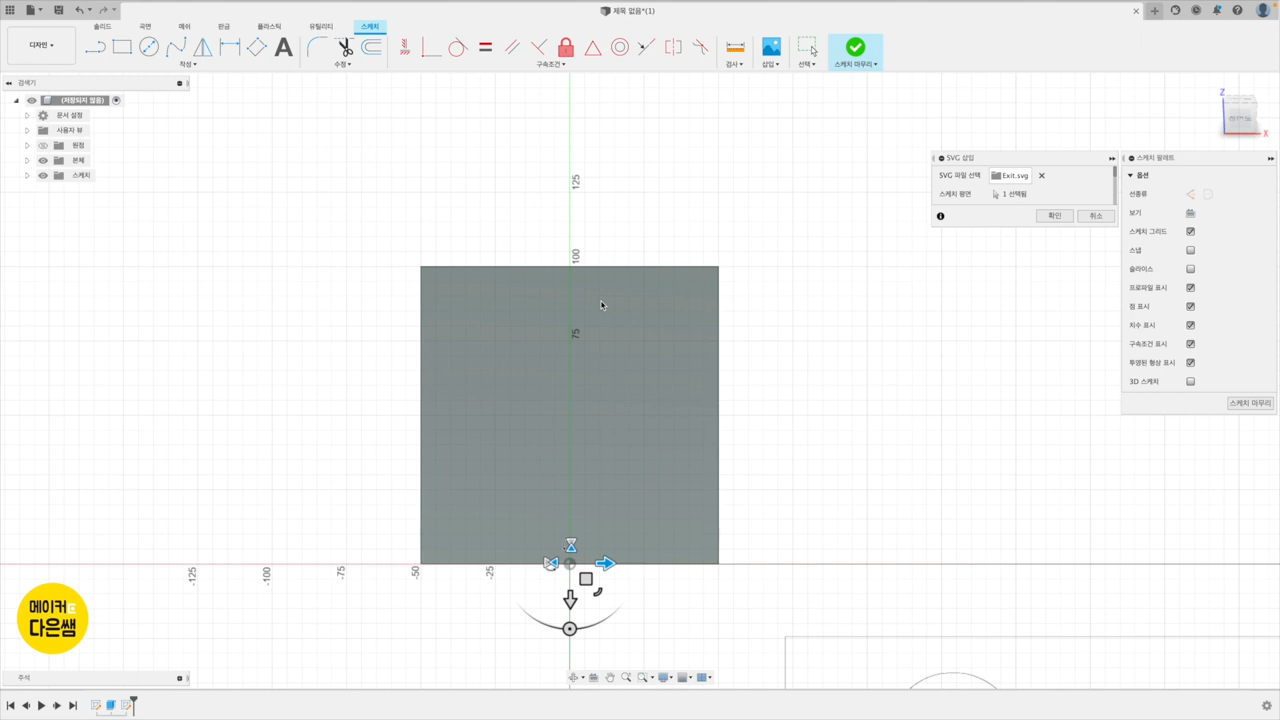 제목 없음*(1)
솔리드 곡면 메쉬 판금 플라스틱 유틸리티 스케치
디자인
작성 수정 구속조건 검사 삽입 선택 스케치 마무리
검색기
(저장되지 않음)
문서 설정
사용자 뷰
원점
본체
스케치
Z
X
SVG 삽입
SVG 파일 선택 Exit.svg
스케치 평면 1 선택됨
확인 취소
스케치 팔레트
옵션
선종류
보기
스케치 그리드
스냅
슬라이스
프로파일 표시
점 표시
치수 표시
구속조건 표시
투영된 형상 표시
3D 스케치
스케치 마무리
125
100
75
-125 -100 -75 -50 -25
메이커
다은쌤
주석